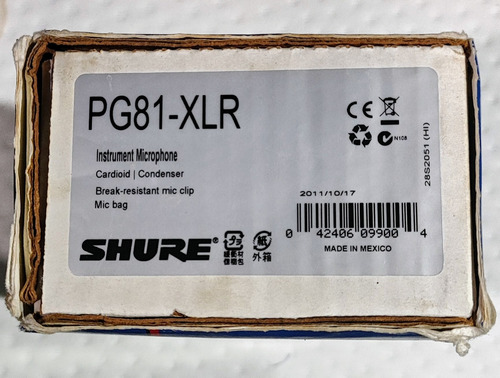 PG81-XLR
Instrument Microphone
Cardioid | Condenser
Break-resistant mic clip
Mic bag
SHURE®
外箱
CE
N108
28S2051 (HI)
2011/10/17
0 42406 09900 4
MADE IN MEXICO